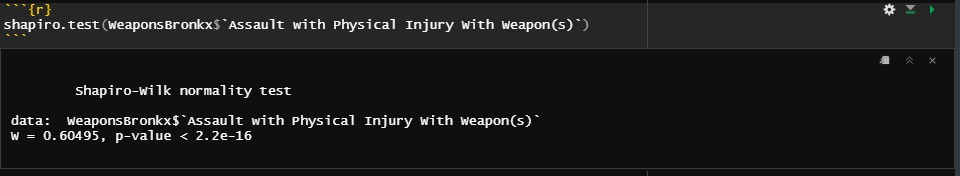 ```{r}
shapiro.test(WeaponsBronkx$`Assault with Physical Injury With Weapon(s)`)
```
Shapiro-Wilk normality test
data:  WeaponsBronkx$`Assault with Physical Injury With Weapon(s)`
W = 0.60495, p-value < 2.2e-16